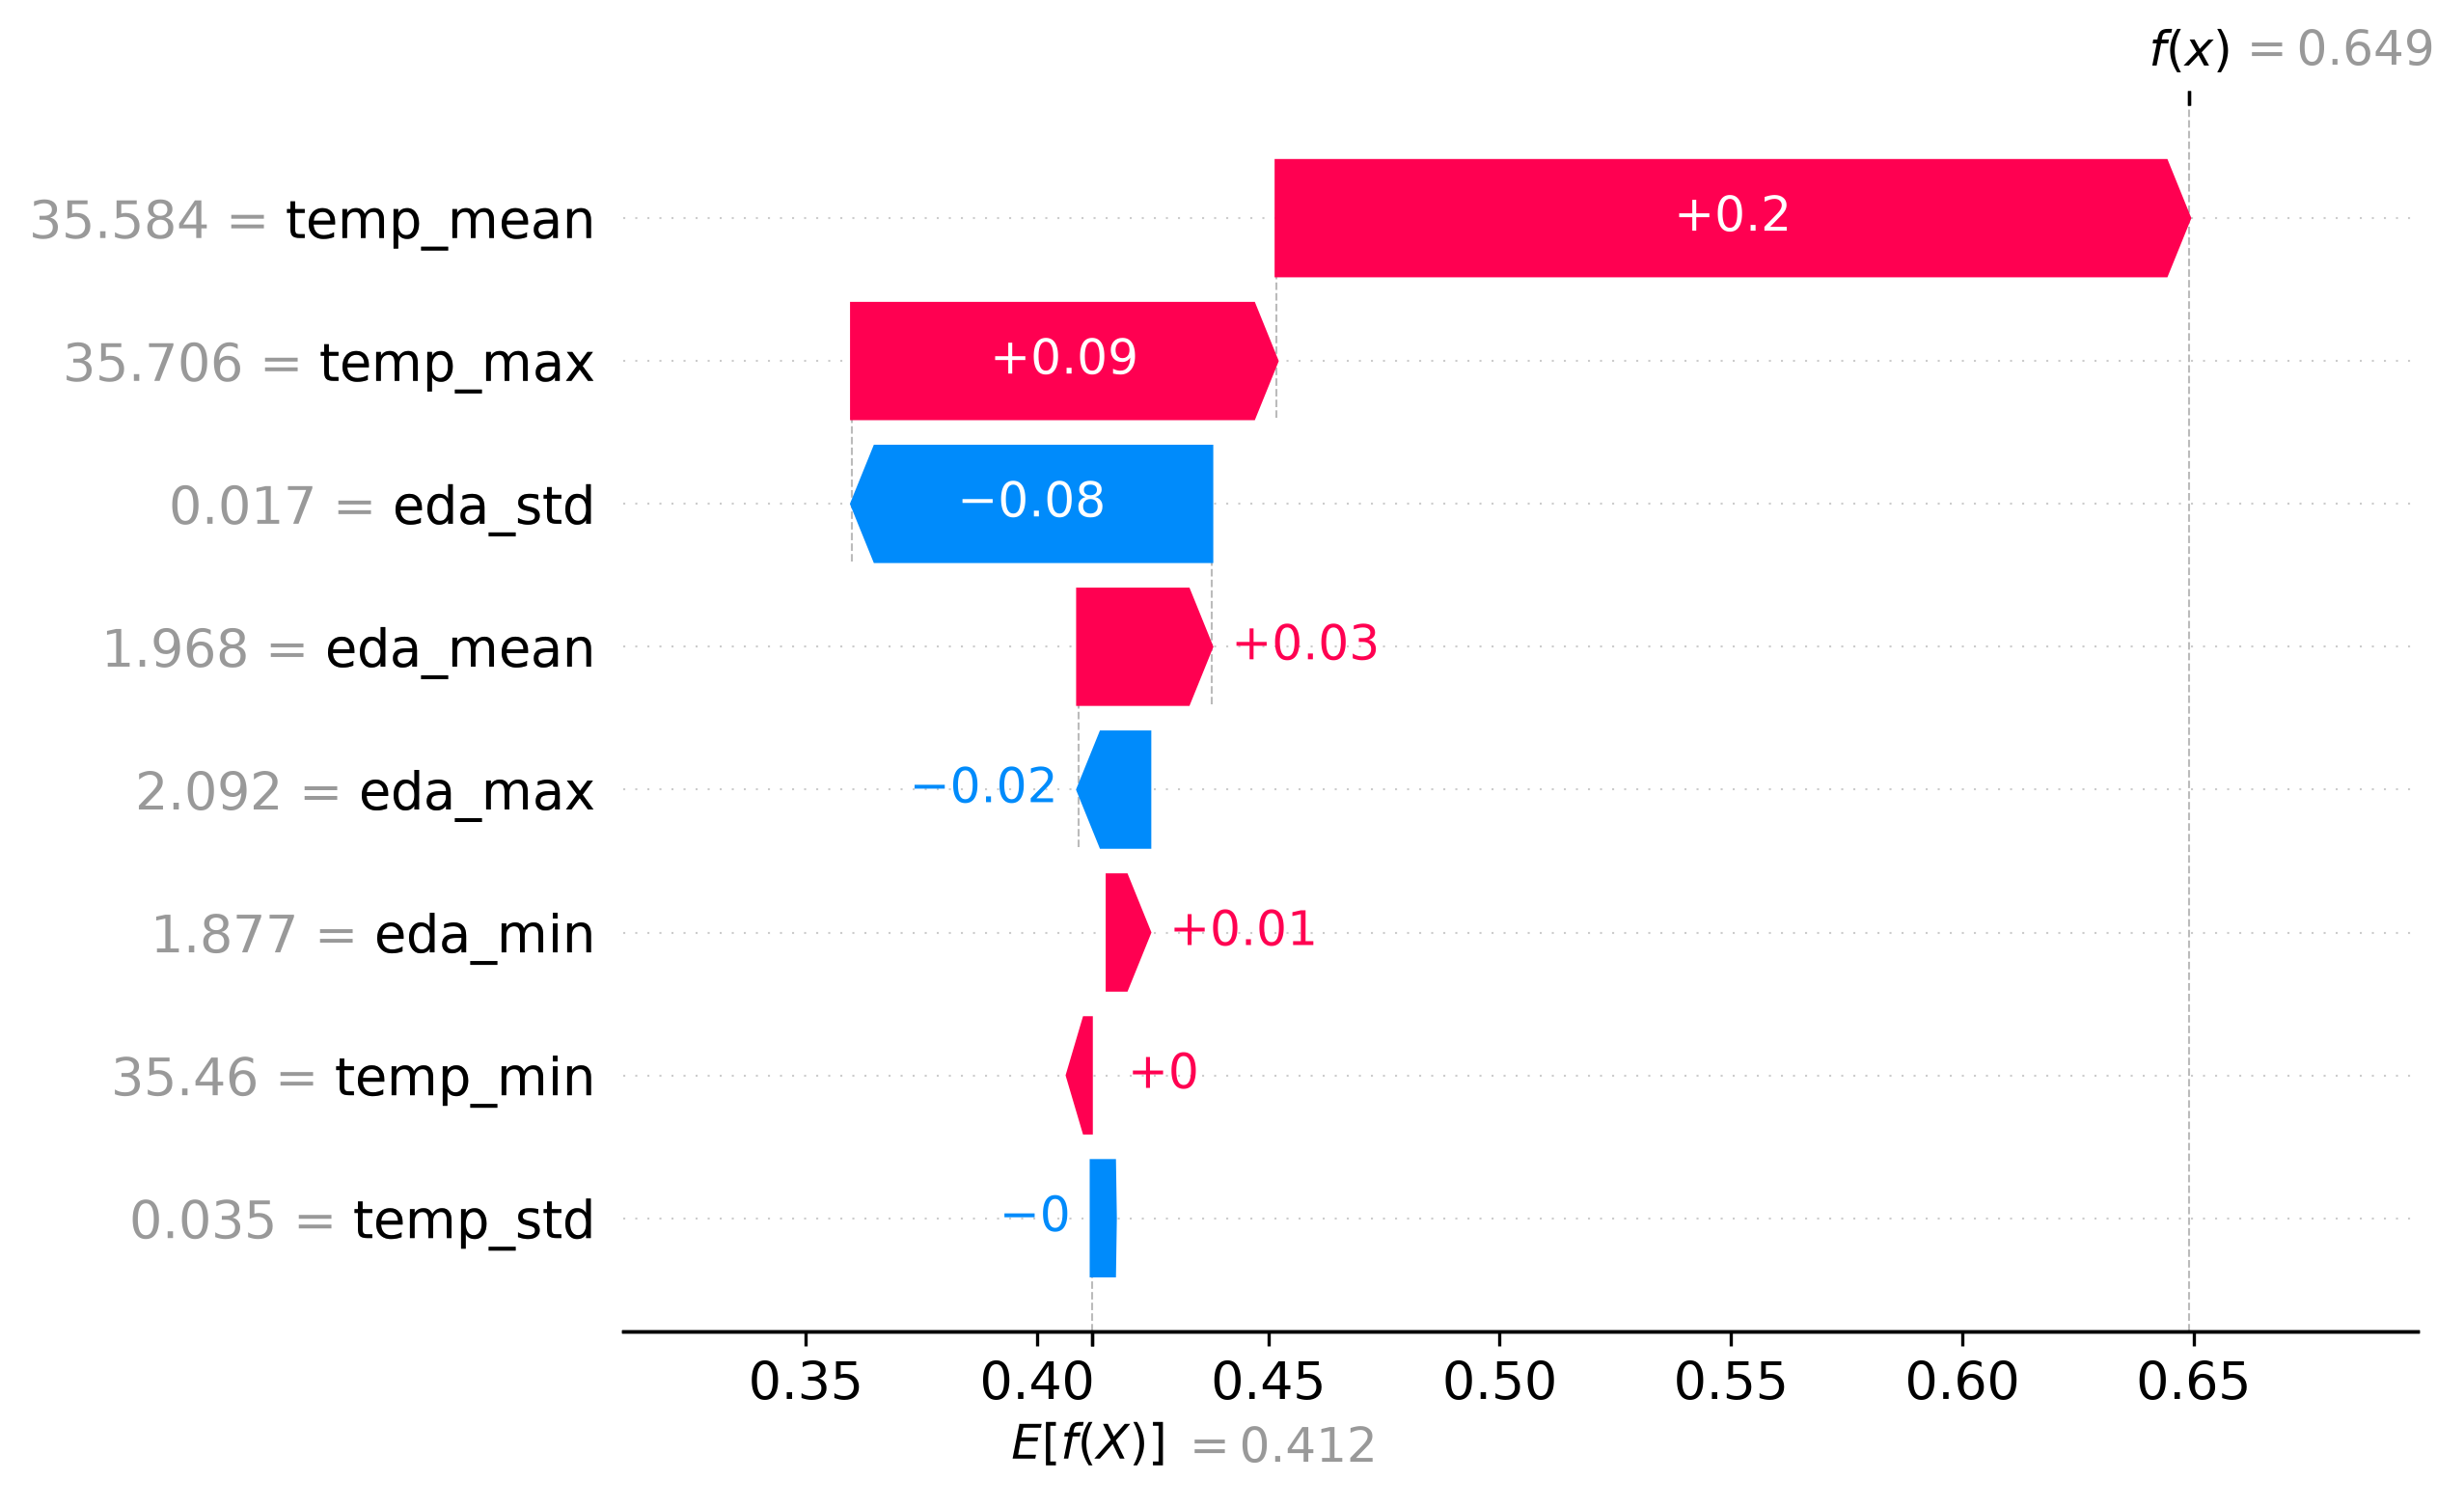 f(x) = 0.649
35.584 = temp_mean +0.2
35.706 = temp_max +0.09
0.017 = eda_std −0.08
1.968 = eda_mean +0.03
2.092 = eda_max −0.02
1.877 = eda_min +0.01
35.46 = temp_min +0
0.035 = temp_std −0
0.35 0.40 0.45 0.50 0.55 0.60 0.65
E[f(X)] = 0.412